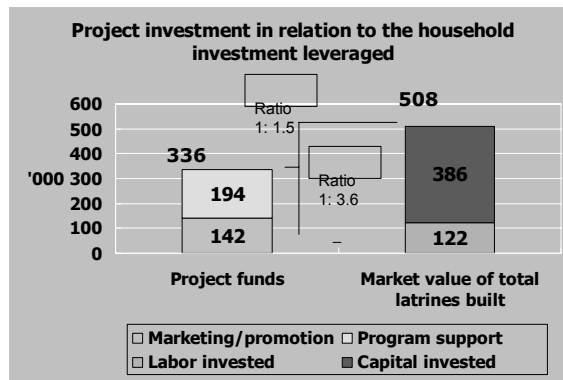 Project investment in relation to the household
investment leveraged
600
500
400
'000 300
200
100
0
336
194
142
Ratio
1: 1.5
Ratio
1: 3.6
508
386
122
Project funds
Market value of total
latrines built
Marketing/promotion
Program support
Labor invested
Capital invested